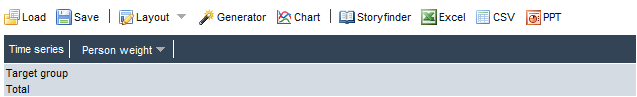 Load Save Layout Generator Chart Storyfinder Excel CSV PPT
Time series Person weight
Target group
Total